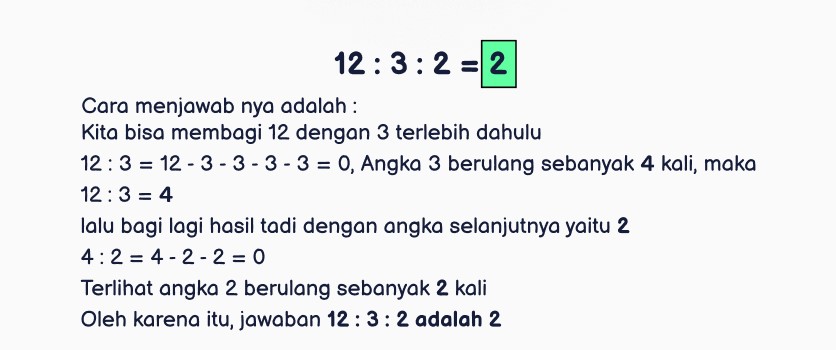 12 : 3 : 2 = 2
Cara menjawab nya adalah :
Kita bisa membagi 12 dengan 3 terlebih dahulu
12 : 3 = 12 - 3 - 3 - 3 - 3 = 0, Angka 3 berulang sebanyak 4 kali, maka
12 : 3 = 4
lalu bagi lagi hasil tadi dengan angka selanjutnya yaitu 2
4 : 2 = 4 - 2 - 2 = 0
Terlihat angka 2 berulang sebanyak 2 kali
Oleh karena itu, jawaban 12 : 3 : 2 adalah 2